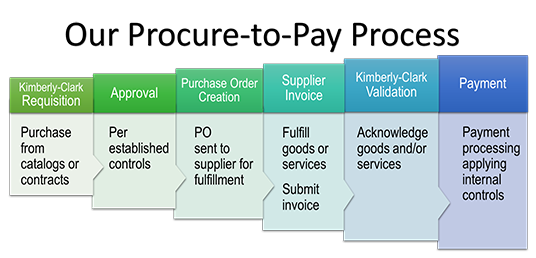 Our Procure-to-Pay Process
Kimberly-Clark
Requisition
Purchase
from
catalogs or
contracts
Approval
Per
established
controls
Purchase Order
Creation
PO
sent to
supplier for
fulfillment
Supplier
Invoice
Fulfill
goods or
services
Submit
invoice
Kimberly-Clark
Validation
Acknowledge
goods and/or
services
Payment
Payment
processing
applying
internal
controls